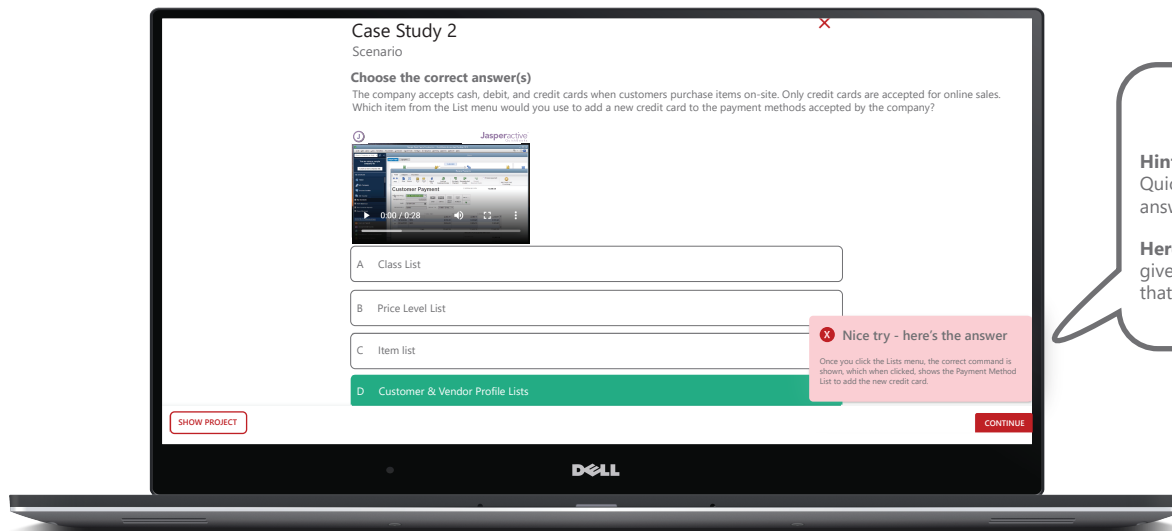 Case Study 2
Scenario
Choose the correct answer(s)
The company accepts cash, debit, and credit cards when customers purchase items on-site. Only credit cards are accepted for online sales.
Which item from the List menu would you use to add a new credit card to the payment methods accepted by the company?
J
Jasperactive
Customer Payment
0:00 / 0:28
A Class List
B Price Level List
C Item list
D Customer & Vendor Profile Lists
X Nice try - here's the answer
Once you click the Lists menu, the correct command is
shown, which when clicked, shows the Payment Method
List to add the new credit card.
SHOW PROJECT
CONTINUE
DELL
Hin
Quic
answ
Her
give
that